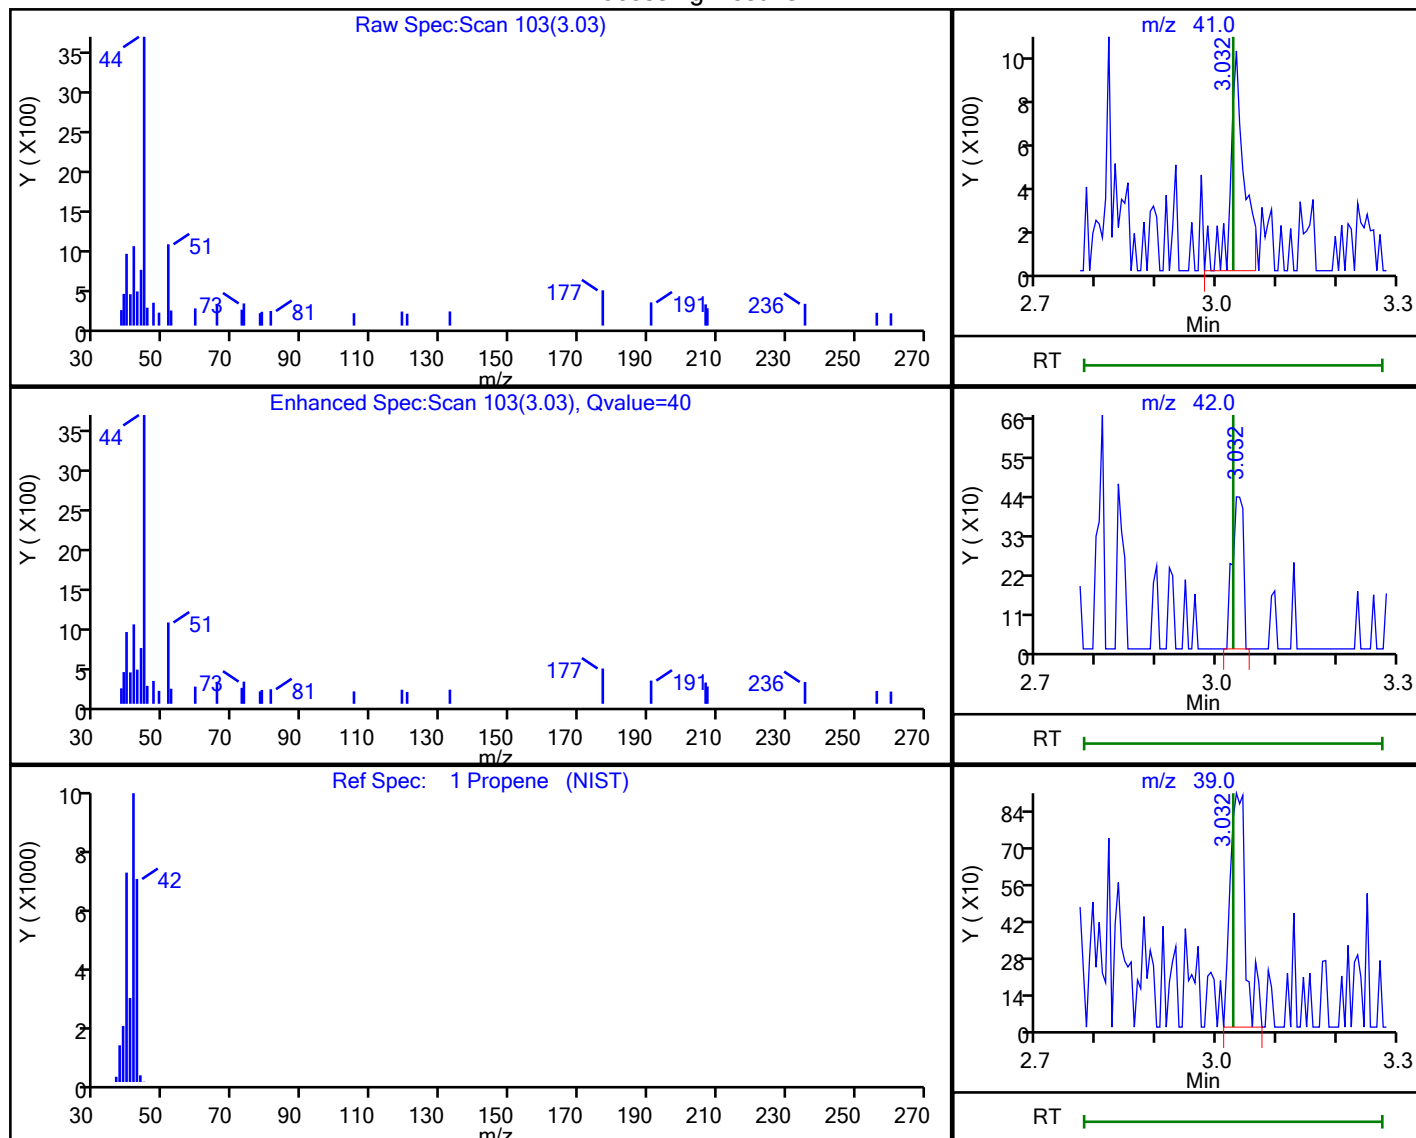 Raw Spec:Scan 103(3.03)
Y ( X100)
35
30
25
20
15
10
5
0
44
51
73
81
177
191
236
30 50 70 90 110 130 150 170 190 210 230 250 270
m/z
m/z 41.0
Y ( X100)
10
8
6
4
2
0
3.032
2.7 3.0 3.3
Min
RT
Enhanced Spec:Scan 103(3.03), Qvalue=40
Y ( X100)
35
30
25
20
15
10
5
0
44
51
73
81
177
191
236
30 50 70 90 110 130 150 170 190 210 230 250 270
m/z
m/z 42.0
Y ( X10)
66
55
44
33
22
11
0
3.032
2.7 3.0 3.3
Min
RT
Ref Spec: 1 Propene (NIST)
Y ( X1000)
10
8
6
4
2
0
42
30 50 70 90 110 130 150 170 190 210 230 250 270
m/z
m/z 39.0
Y ( X10)
84
70
56
42
28
14
0
3.032
2.7 3.0 3.3
Min
RT